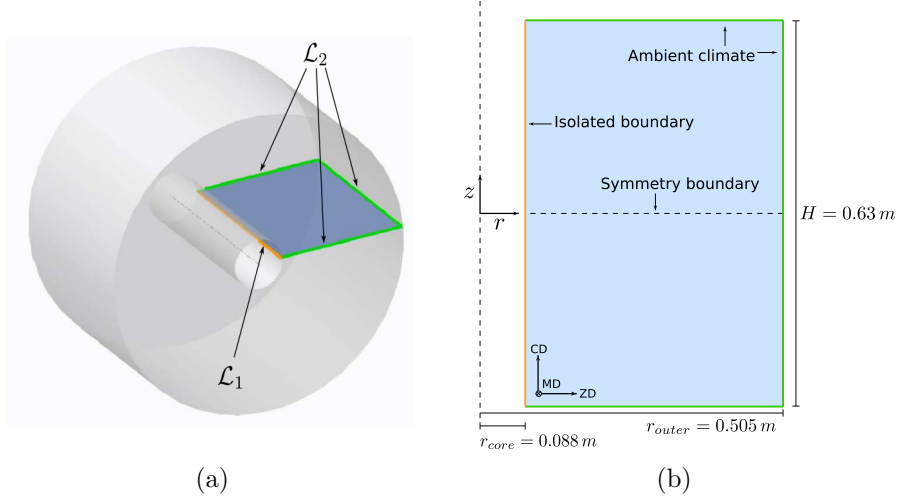 ℒ₂
ℒ₁
(a)
Ambient climate
Isolated boundary
Symmetry boundary
z
r
H = 0.63 m
CD
MD
ZD
r_outer = 0.505 m
r_core = 0.088 m
(b)